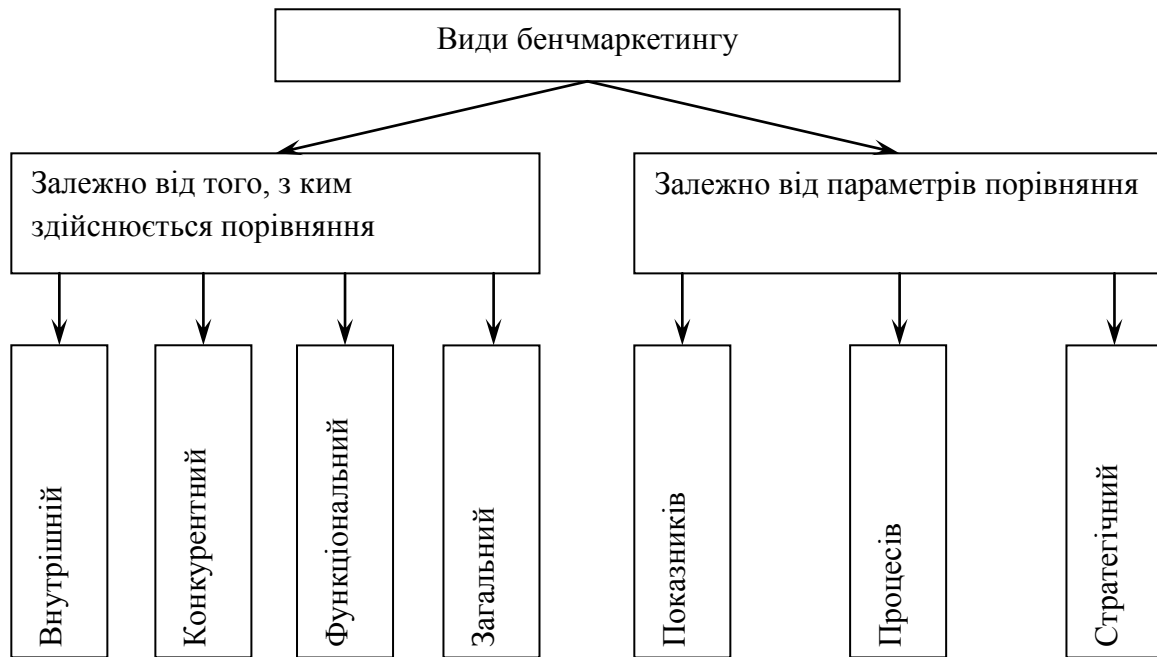 Види бенчмаркетингу
Залежно від того, з ким
здійснюється порівняння
Залежно від параметрів порівняння
Внутрішній
Конкурентний
Функціональний
Загальний
Показників
Процесів
Стратегічний